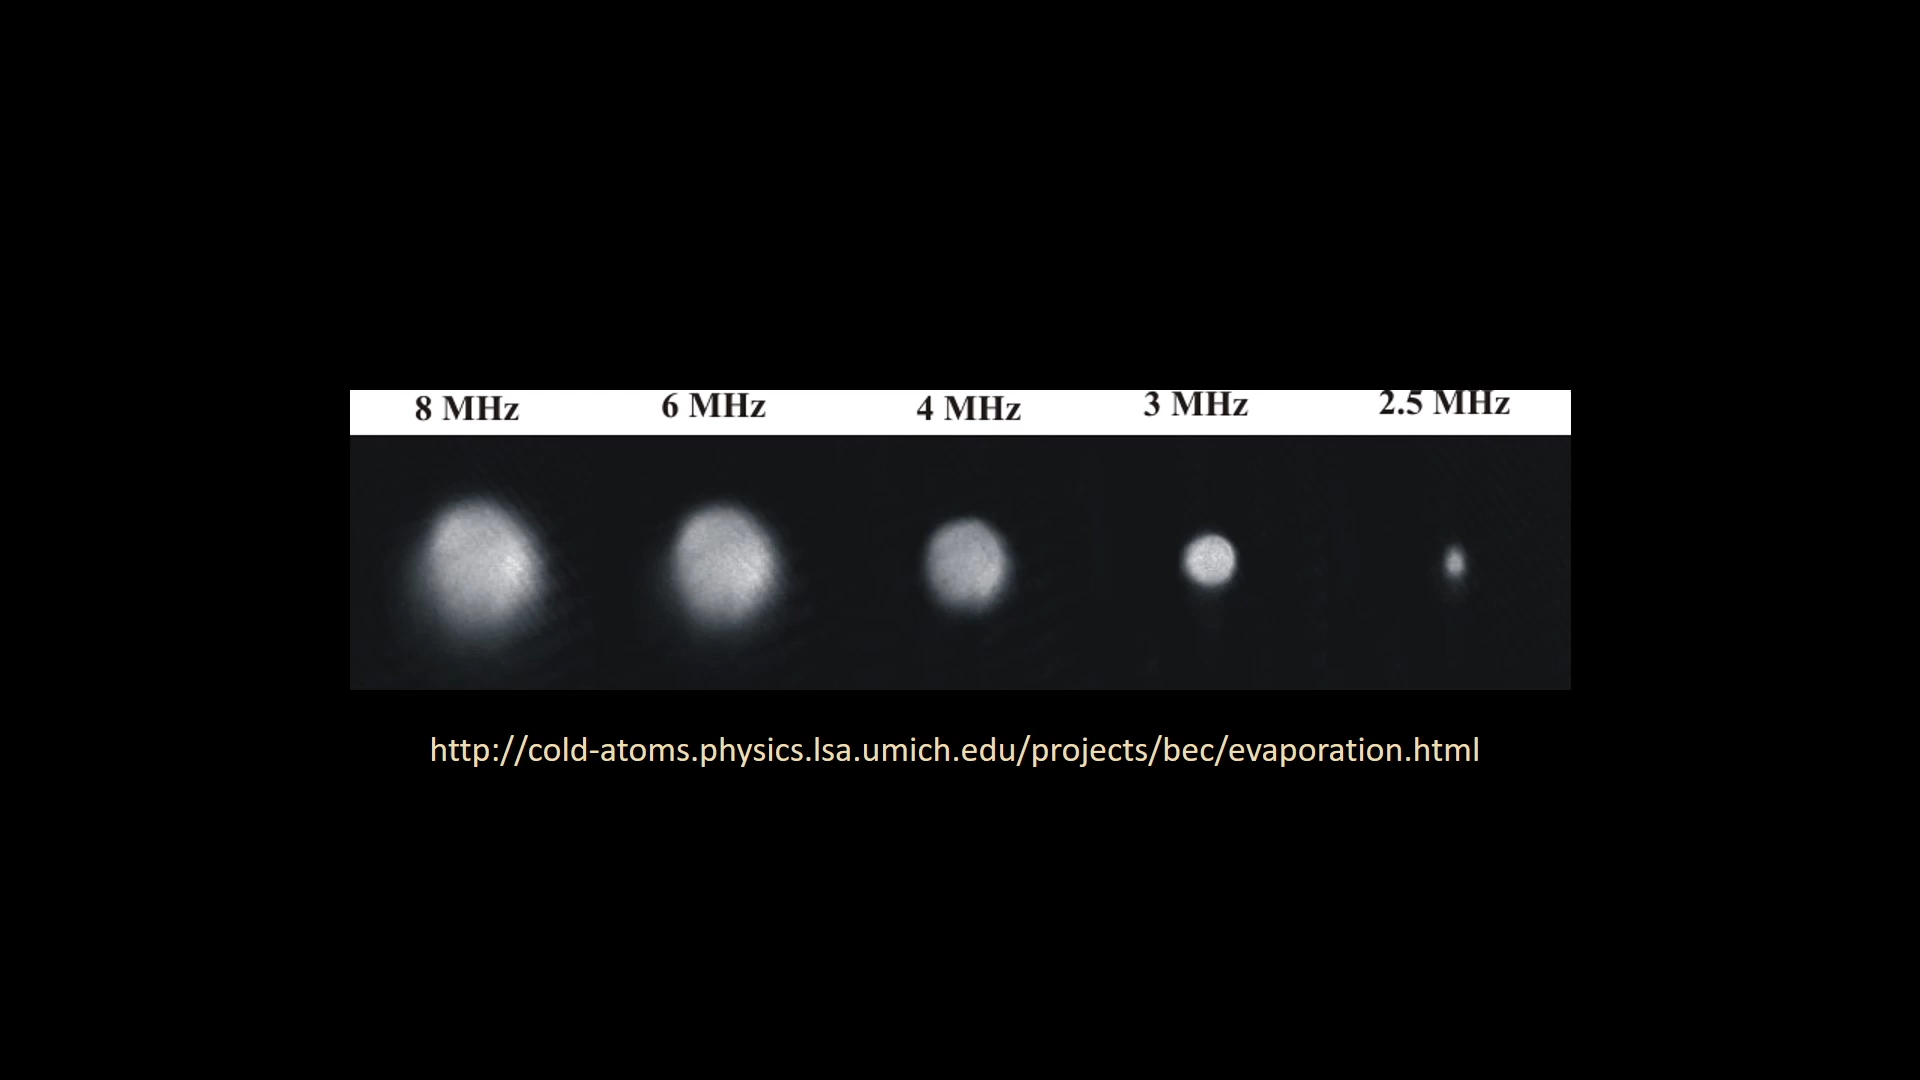 8 MHz 6 MHz 4 MHz 3 MHz 2.5 MHz
http://cold-atoms.physics.lsa.umich.edu/projects/bec/evaporation.html